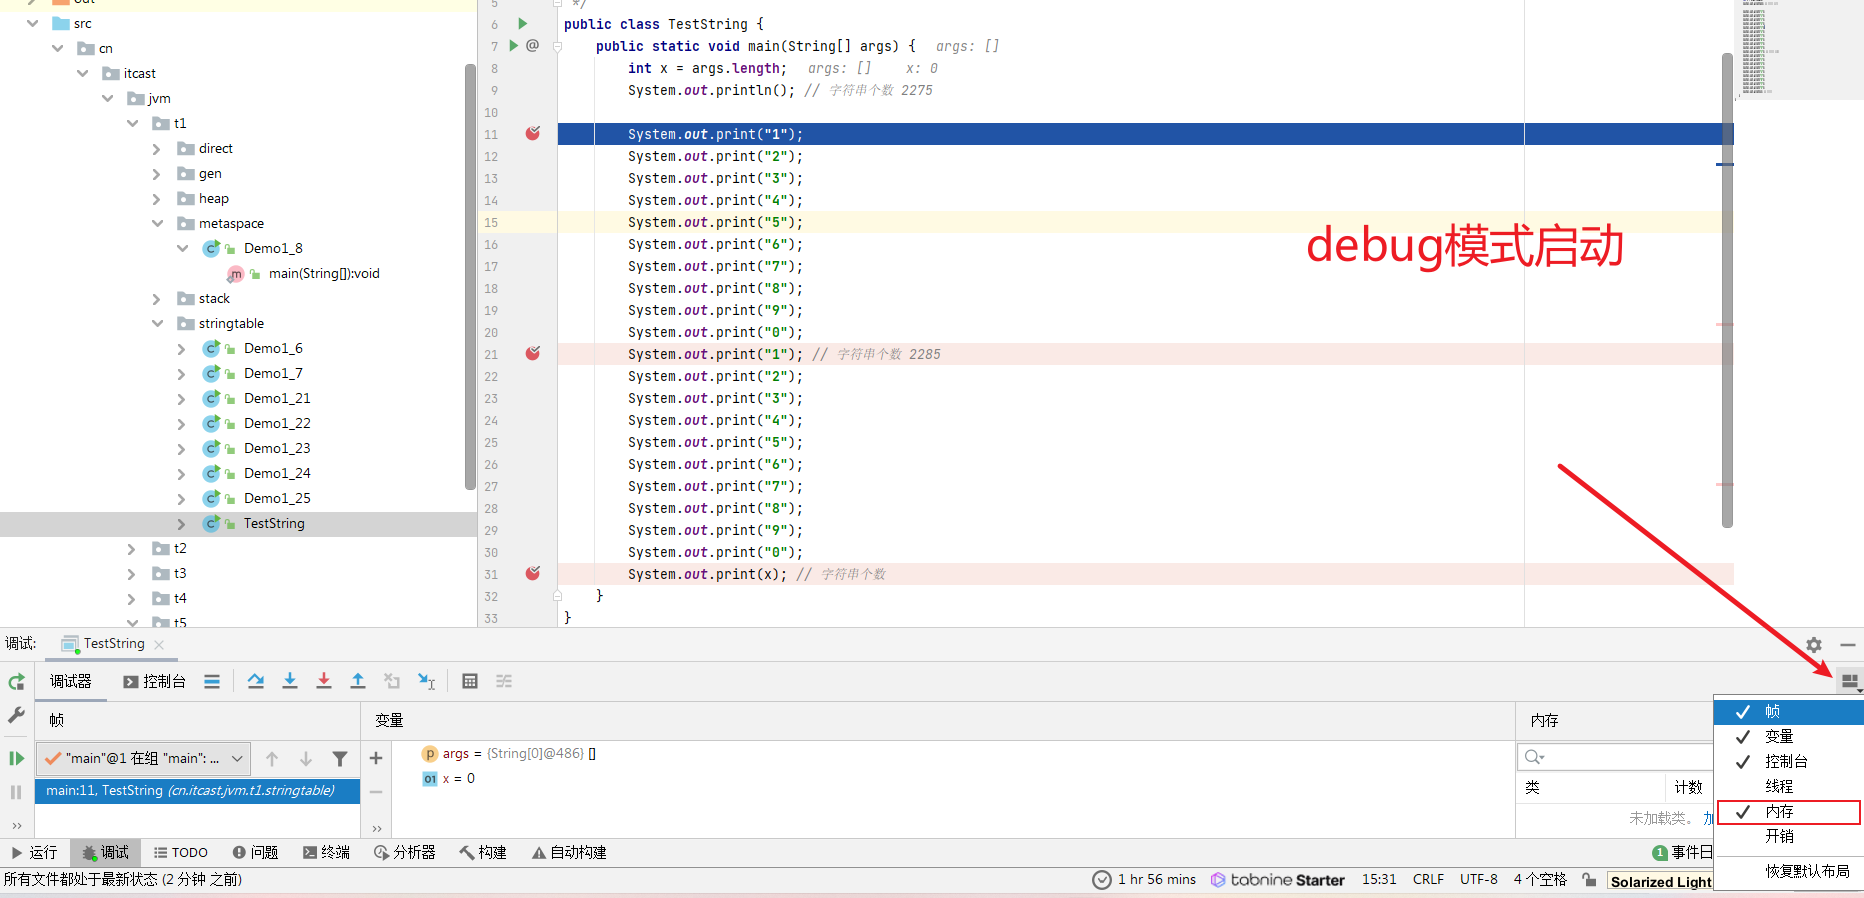 out
src
cn
itcast
jvm
t1
direct
gen
heap
metaspace
Demo1_8
main(String[]):void
stack
stringtable
Demo1_6
Demo1_7
Demo1_21
Demo1_22
Demo1_23
Demo1_24
Demo1_25
TestString
t2
t3
t4
t5
5 */
6 public class TestString {
7 @ public static void main(String[] args) { args: []
8 int x = args.length; args: [] x: 0
9 System.out.println(); // 字符串个数 2275
10
11 System.out.print("1");
12 System.out.print("2");
13 System.out.print("3");
14 System.out.print("4");
15 System.out.print("5");
16 System.out.print("6");
17 System.out.print("7");
18 System.out.print("8");
19 System.out.print("9");
20 System.out.print("0");
21 System.out.print("1"); // 字符串个数 2285
22 System.out.print("2");
23 System.out.print("3");
24 System.out.print("4");
25 System.out.print("5");
26 System.out.print("6");
27 System.out.print("7");
28 System.out.print("8");
29 System.out.print("9");
30 System.out.print("0");
31 System.out.print(x); // 字符串个数
32 }
33 }
debug模式启动
调试: TestString
调试器 控制台
帧 变量 内存
"main"@1 在组 "main": ...
main:11, TestString (cn.itcast.jvm.t1.stringtable)
p args = {String[0]@486} []
01 x = 0
类 计数
未加载类。 加
帧
变量
控制台
线程
内存
开销
恢复默认布局
运行 调试 TODO 问题 终端 分析器 构建 自动构建 1 事件日
所有文件都处于最新状态 (2 分钟 之前) 1 hr 56 mins tabnine Starter 15:31 CRLF UTF-8 4 个空格 Solarized Light